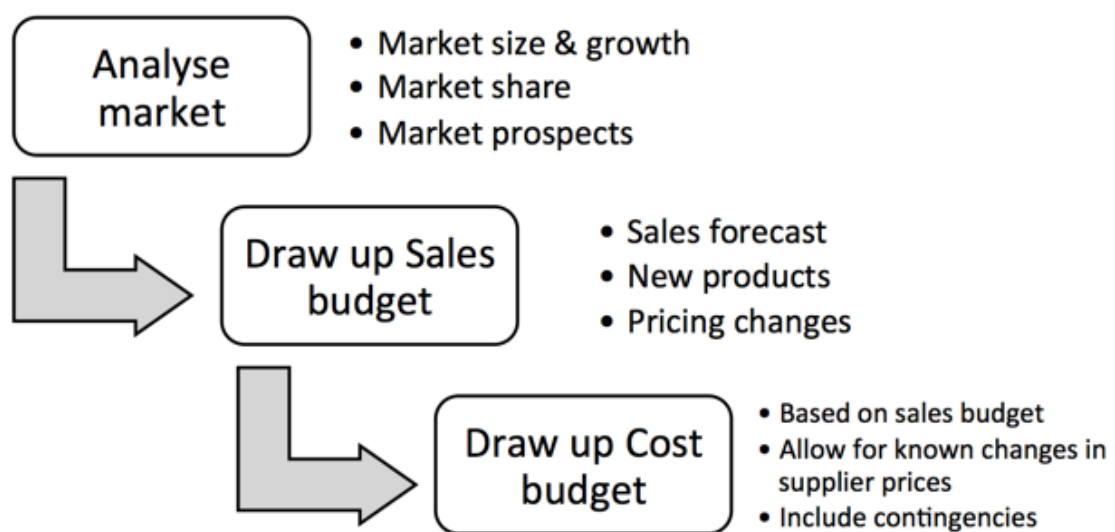 Analyse
market
• Market size & growth
• Market share
• Market prospects
Draw up Sales
budget
• Sales forecast
• New products
• Pricing changes
Draw up Cost
budget
• Based on sales budget
• Allow for known changes in
supplier prices
• Include contingencies